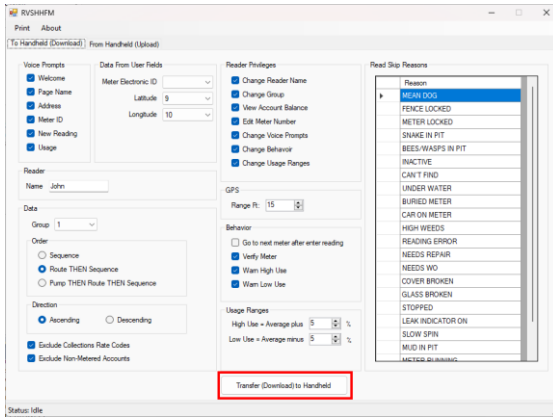 RVSHHFM
Print About
To Handheld (Download) From Handheld (Upload)
Voice Prompts
Welcome
Page Name
Address
Meter ID
New Reading
Usage
Data From User Fields
Meter Electronic ID
Latitude 9
Longitude 10
Reader
Name John
Data
Group 1
Order
Sequence
Route THEN Sequence
Pump THEN Route THEN Sequence
Direction
Ascending Descending
Exclude Collections Rate Codes
Exclude Non-Metered Accounts
Reader Privileges
Change Reader Name
Change Group
View Account Balance
Edit Meter Number
Change Voice Prompts
Change Behavoir
Change Usage Ranges
GPS
Range Ft: 15
Behavior
Go to next meter after enter reading
Verify Meter
Warn High Use
Warn Low Use
Usage Ranges
High Use = Average plus 5 %
Low Use = Average minus 5 %
Transfer (Download) to Handheld
Read Skip Reasons
Reason
MEAN DOG
FENCE LOCKED
METER LOCKED
SNAKE IN PIT
BEES/WASPS IN PIT
INACTIVE
CAN'T FIND
UNDER WATER
BURIED METER
CAR ON METER
HIGH WEEDS
READING ERROR
NEEDS REPAIR
NEEDS WO
COVER BROKEN
GLASS BROKEN
STOPPED
LEAK INDICATOR ON
SLOW SPIN
MUD IN PIT
METER RUNNING
Status: Idle